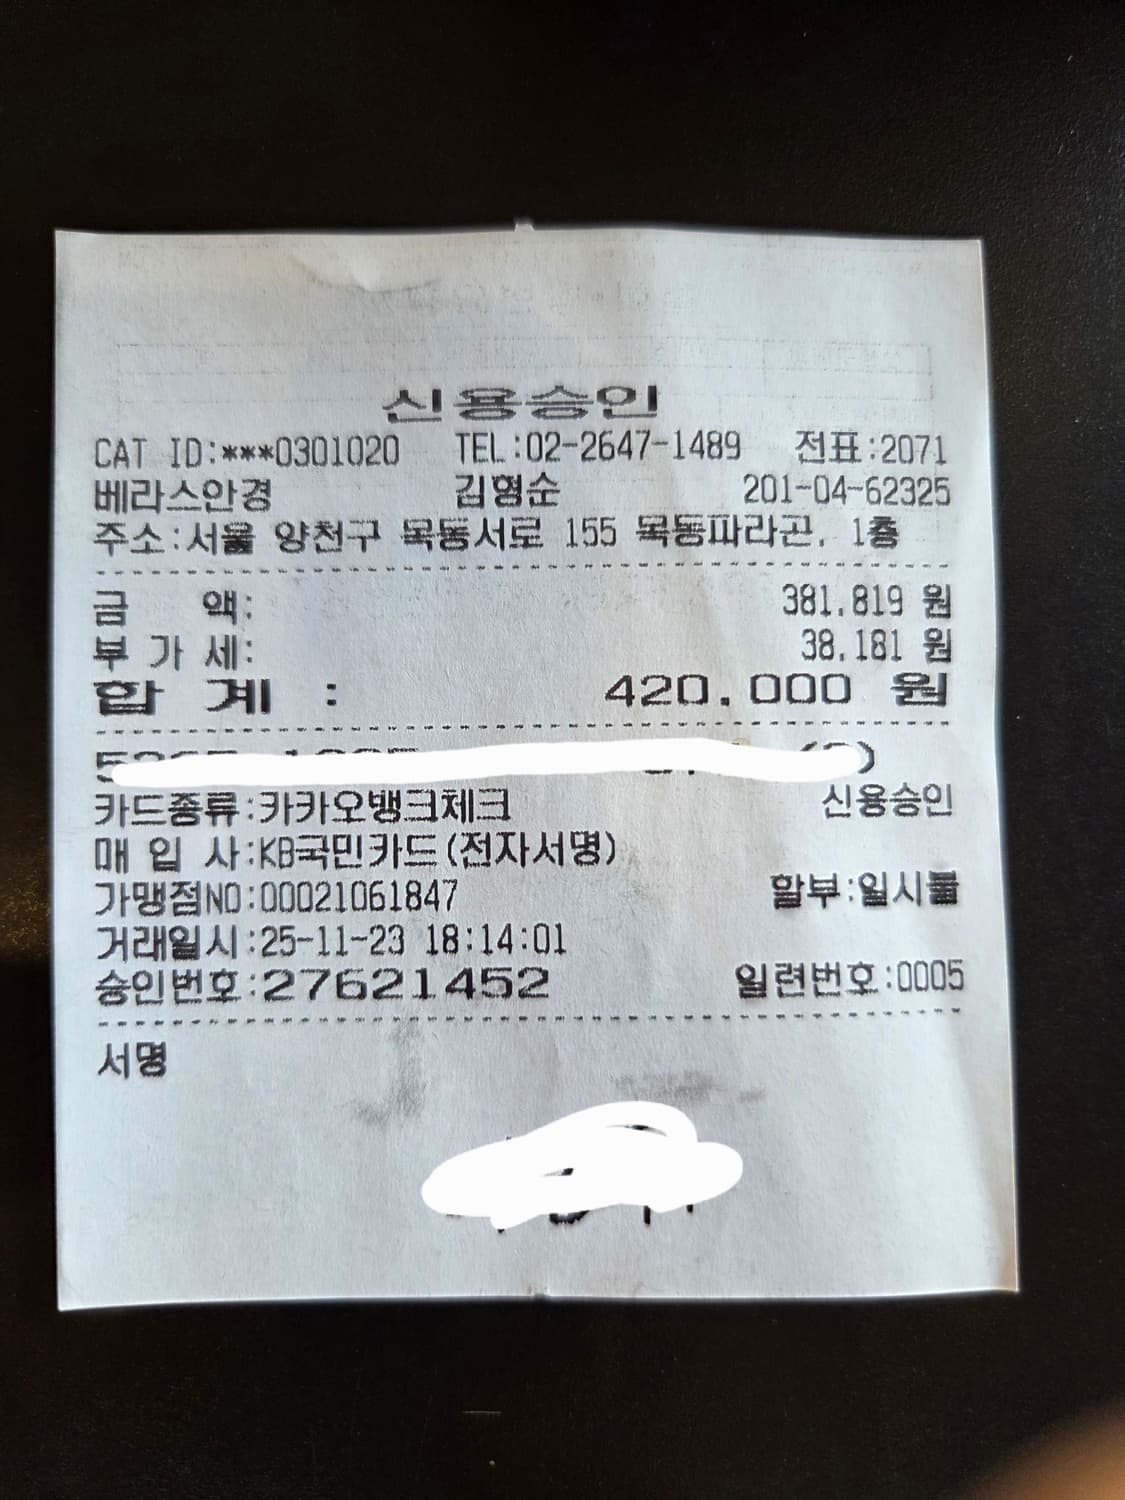 신용승인
CAT ID:***0301020 TEL:02-2647-1489 전표:2071
베라스안경 김형순 201-04-62325
주소:서울 양천구 목동서로 155 목동파라곤, 1층
금 액: 381,819 원
부 가 세: 38,181 원
합 계 : 420,000 원
카드종류:카카오뱅크체크 신용승인
매 입 사:KB국민카드(전자서명)
가맹점NO:00021061847 할부:일시불
거래일시:25-11-23 18:14:01
승인번호:27621452 일련번호:0005
서명